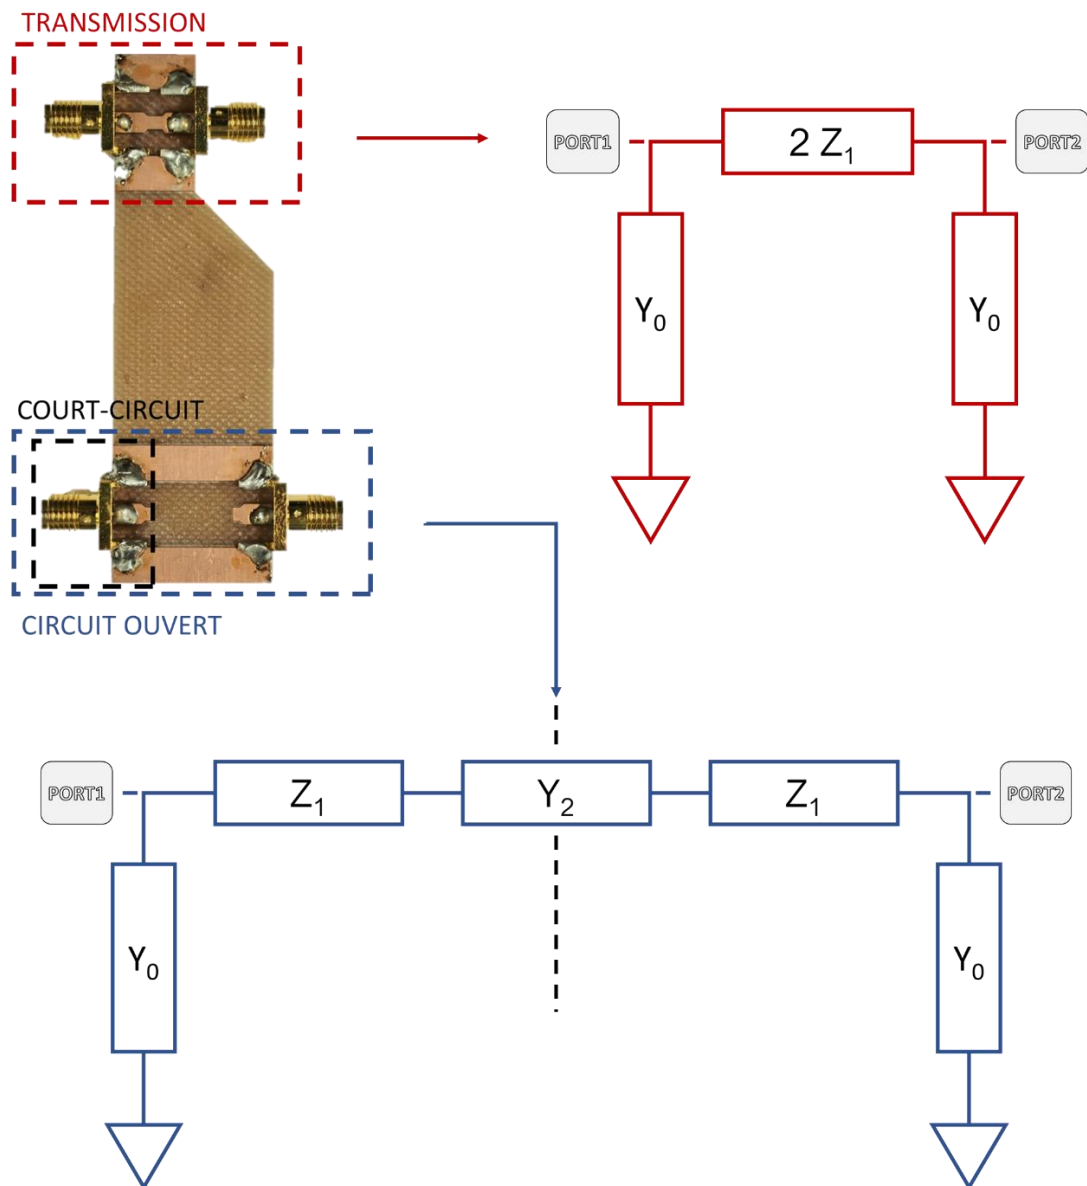 TRANSMISSION
PORT1
2 Z₁
PORT2
Y₀
Y₀
COURT-CIRCUIT
CIRCUIT OUVERT
PORT1
Z₁
Y₂
Z₁
PORT2
Y₀
Y₀